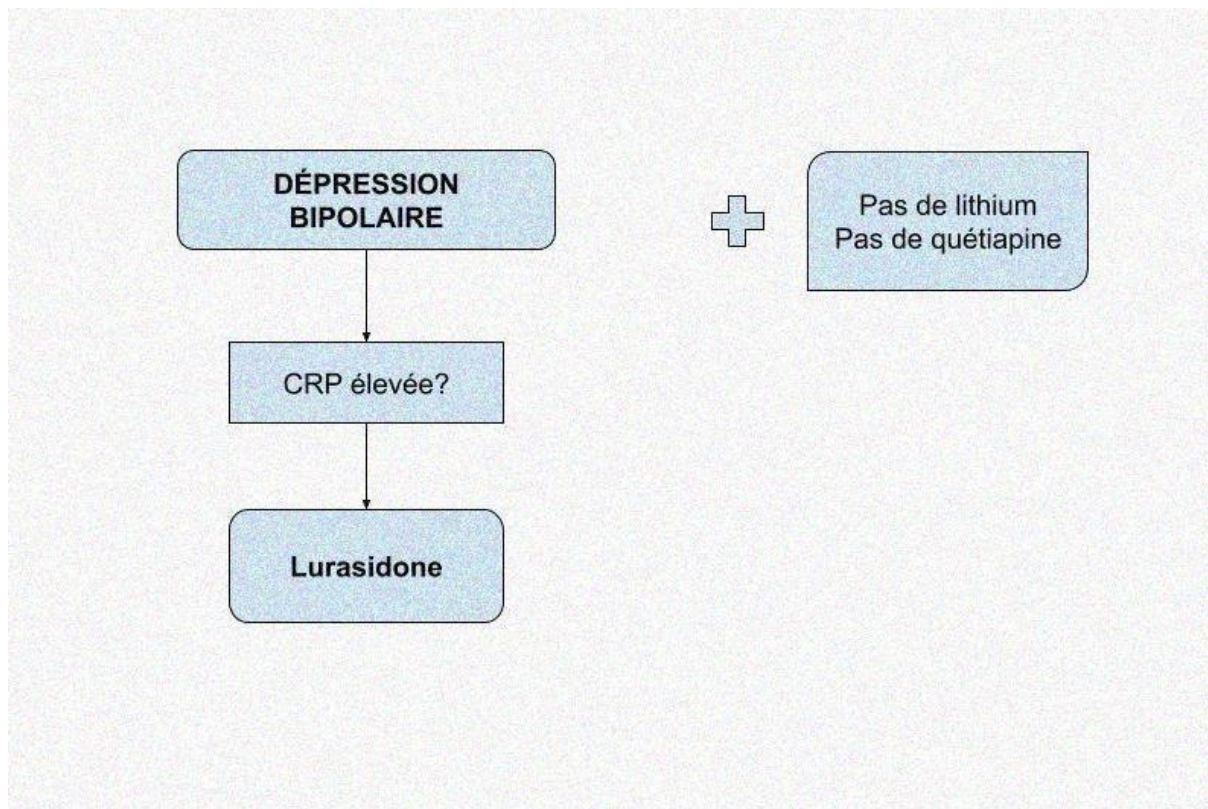 DÉPRESSION
BIPOLAIRE
Pas de lithium
Pas de quétiapine
CRP élevée?
Lurasidone